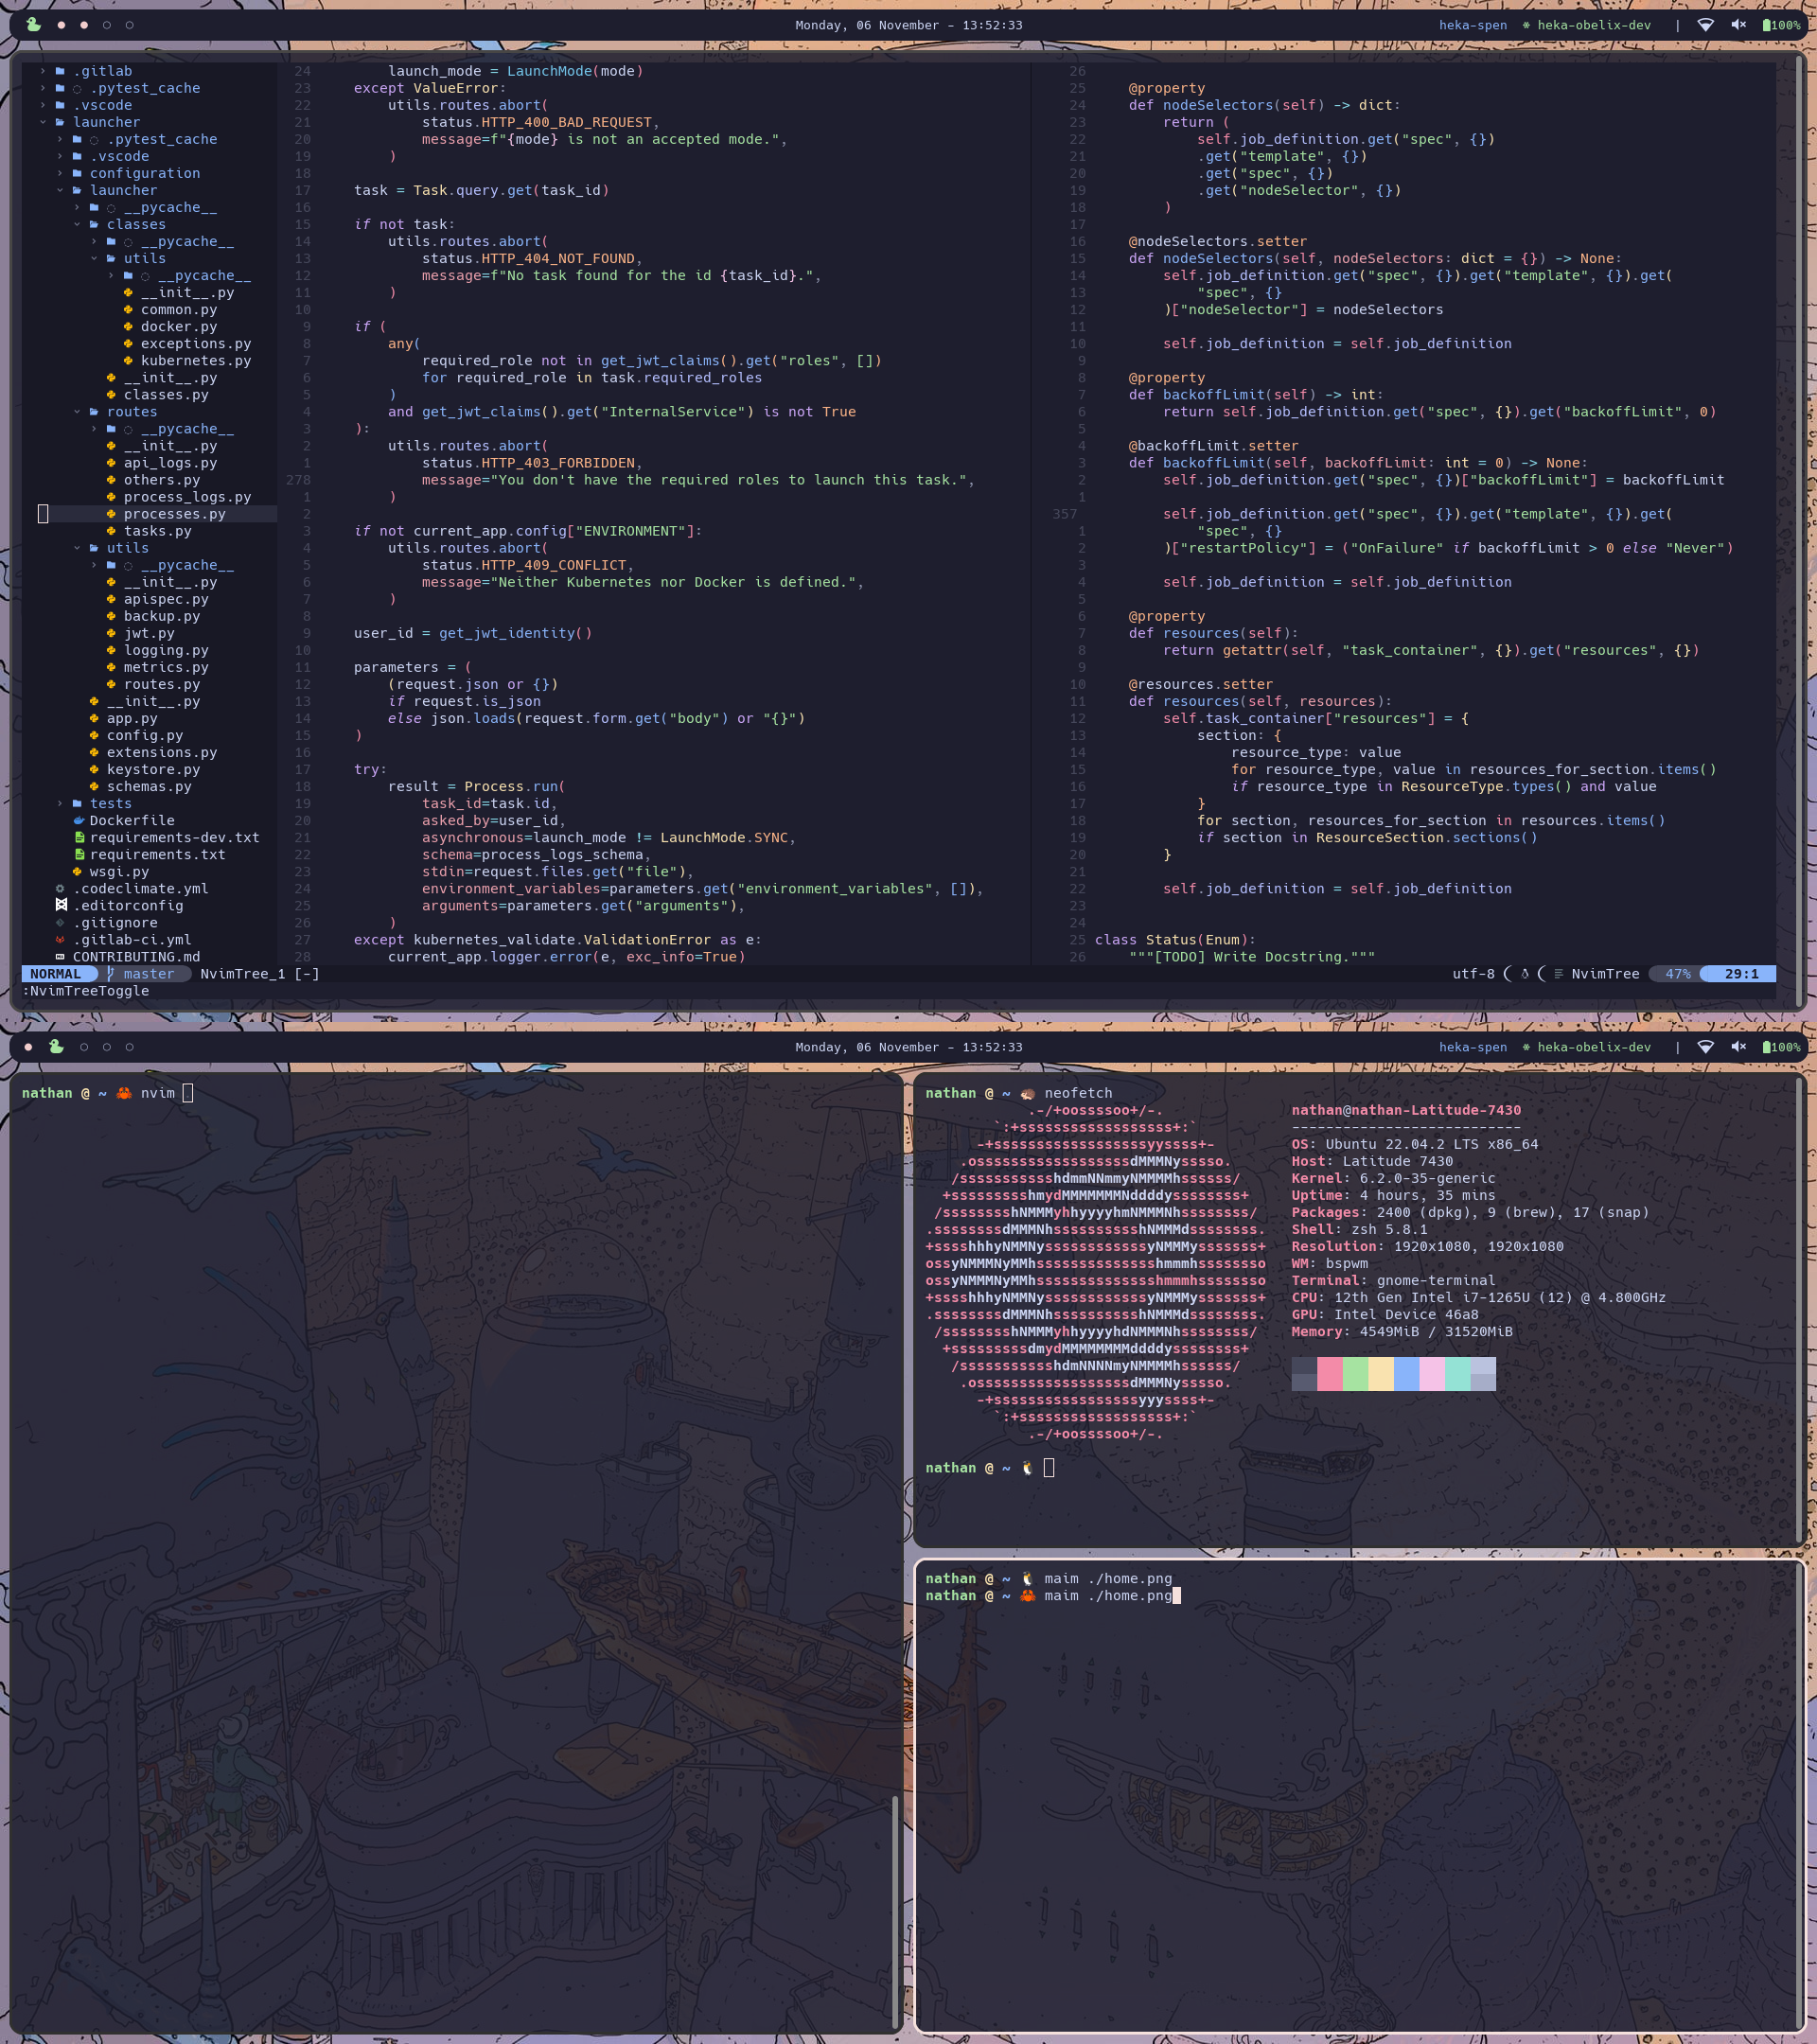 Monday, 06 November - 13:52:33
heka-spen heka-obelix-dev | 100%
.gitlab
.pytest_cache
.vscode
launcher
.pytest_cache
.vscode
configuration
launcher
__pycache__
classes
__pycache__
utils
__pycache__
__init__.py
common.py
docker.py
exceptions.py
kubernetes.py
__init__.py
classes.py
routes
__pycache__
__init__.py
api_logs.py
others.py
process_logs.py
processes.py
tasks.py
utils
__pycache__
__init__.py
apispec.py
backup.py
jwt.py
logging.py
metrics.py
routes.py
__init__.py
app.py
config.py
extensions.py
keystore.py
schemas.py
tests
Dockerfile
requirements-dev.txt
requirements.txt
wsgi.py
.codeclimate.yml
.editorconfig
.gitignore
.gitlab-ci.yml
CONTRIBUTING.md
24 launch_mode = LaunchMode(mode)
23 except ValueError:
22 utils.routes.abort(
21 status.HTTP_400_BAD_REQUEST,
20 message=f"{mode} is not an accepted mode.",
19 )
18
17 task = Task.query.get(task_id)
16
15 if not task:
14 utils.routes.abort(
13 status.HTTP_404_NOT_FOUND,
12 message=f"No task found for the id {task_id}.",
11 )
10
9 if (
8 any(
7 required_role not in get_jwt_claims().get("roles", [])
6 for required_role in task.required_roles
5 )
4 and get_jwt_claims().get("InternalService") is not True
3 ):
2 utils.routes.abort(
1 status.HTTP_403_FORBIDDEN,
278 message="You don't have the required roles to launch this task.",
1 )
2
3 if not current_app.config["ENVIRONMENT"]:
4 utils.routes.abort(
5 status.HTTP_409_CONFLICT,
6 message="Neither Kubernetes nor Docker is defined.",
7 )
8
9 user_id = get_jwt_identity()
10
11 parameters = (
12 (request.json or {})
13 if request.is_json
14 else json.loads(request.form.get("body") or "{}")
15 )
16
17 try:
18 result = Process.run(
19 task_id=task.id,
20 asked_by=user_id,
21 asynchronous=launch_mode != LaunchMode.SYNC,
22 schema=process_logs_schema,
23 stdin=request.files.get("file"),
24 environment_variables=parameters.get("environment_variables", []),
25 arguments=parameters.get("arguments"),
26 )
27 except kubernetes_validate.ValidationError as e:
28 current_app.logger.error(e, exc_info=True)
26
25 @property
24 def nodeSelectors(self) -> dict:
23 return (
22 self.job_definition.get("spec", {})
21 .get("template", {})
20 .get("spec", {})
19 .get("nodeSelector", {})
18 )
17
16 @nodeSelectors.setter
15 def nodeSelectors(self, nodeSelectors: dict = {}) -> None:
14 self.job_definition.get("spec", {}).get("template", {}).get(
13 "spec", {}
12 )["nodeSelector"] = nodeSelectors
11
10 self.job_definition = self.job_definition
9
8 @property
7 def backoffLimit(self) -> int:
6 return self.job_definition.get("spec", {}).get("backoffLimit", 0)
5
4 @backoffLimit.setter
3 def backoffLimit(self, backoffLimit: int = 0) -> None:
2 self.job_definition.get("spec", {})["backoffLimit"] = backoffLimit
1
357 self.job_definition.get("spec", {}).get("template", {}).get(
1 "spec", {}
2 )["restartPolicy"] = ("OnFailure" if backoffLimit > 0 else "Never")
3
4 self.job_definition = self.job_definition
5
6 @property
7 def resources(self):
8 return getattr(self, "task_container", {}).get("resources", {})
9
10 @resources.setter
11 def resources(self, resources):
12 self.task_container["resources"] = {
13 section: {
14 resource_type: value
15 for resource_type, value in resources_for_section.items()
16 if resource_type in ResourceType.types() and value
17 }
18 for section, resources_for_section in resources.items()
19 if section in ResourceSection.sections()
20 }
21
22 self.job_definition = self.job_definition
23
24
25 class Status(Enum):
26 """[TODO] Write Docstring."""
NORMAL master NvimTree_1 [-] utf-8 NvimTree 47% 29:1
:NvimTreeToggle
Monday, 06 November - 13:52:33
heka-spen heka-obelix-dev | 100%
nathan @ ~ 🦀 nvim
nathan @ ~ 🦔 neofetch
.-/+oossssoo+/-.
`:+ssssssssssssssssss+:`
-+ssssssssssssssssssyyssss+-
.ossssssssssssssssssdMMMNysssso.
/ssssssssssshdmmNNmmyNMMMMhssssss/
+ssssssssshmydMMMMMMMNddddyssssssss+
/sssssssshNMMMyhhyyyyhmNMMMNhssssssss/
.ssssssssdMMMNhsssssssssshNMMMdssssssss.
+sssshhhyNMMNyssssssssssssyNMMMysssssss+
ossyNMMMNyMMhsssssssssssssshmmmhssssssso
ossyNMMMNyMMhsssssssssssssshmmmhssssssso
+sssshhhyNMMNyssssssssssssyNMMMysssssss+
.ssssssssdMMMNhsssssssssshNMMMdssssssss.
/sssssssshNMMMyhhyyyyhdNMMMNhssssssss/
+sssssssssdmydMMMMMMMMddddyssssssss+
/ssssssssssshdmNNNNmyNMMMMhssssss/
.ossssssssssssssssssdMMMNysssso.
-+sssssssssssssssssyyyssss+-
`:+ssssssssssssssssss+:`
.-/+oossssoo+/-.
nathan@nathan-Latitude-7430
---------------------------
OS: Ubuntu 22.04.2 LTS x86_64
Host: Latitude 7430
Kernel: 6.2.0-35-generic
Uptime: 4 hours, 35 mins
Packages: 2400 (dpkg), 9 (brew), 17 (snap)
Shell: zsh 5.8.1
Resolution: 1920x1080, 1920x1080
WM: bspwm
Terminal: gnome-terminal
CPU: 12th Gen Intel i7-1265U (12) @ 4.800GHz
GPU: Intel Device 46a8
Memory: 4549MiB / 31520MiB
nathan @ ~ 🐧
nathan @ ~ 🐧 maim ./home.png
nathan @ ~ 🦀 maim ./home.png